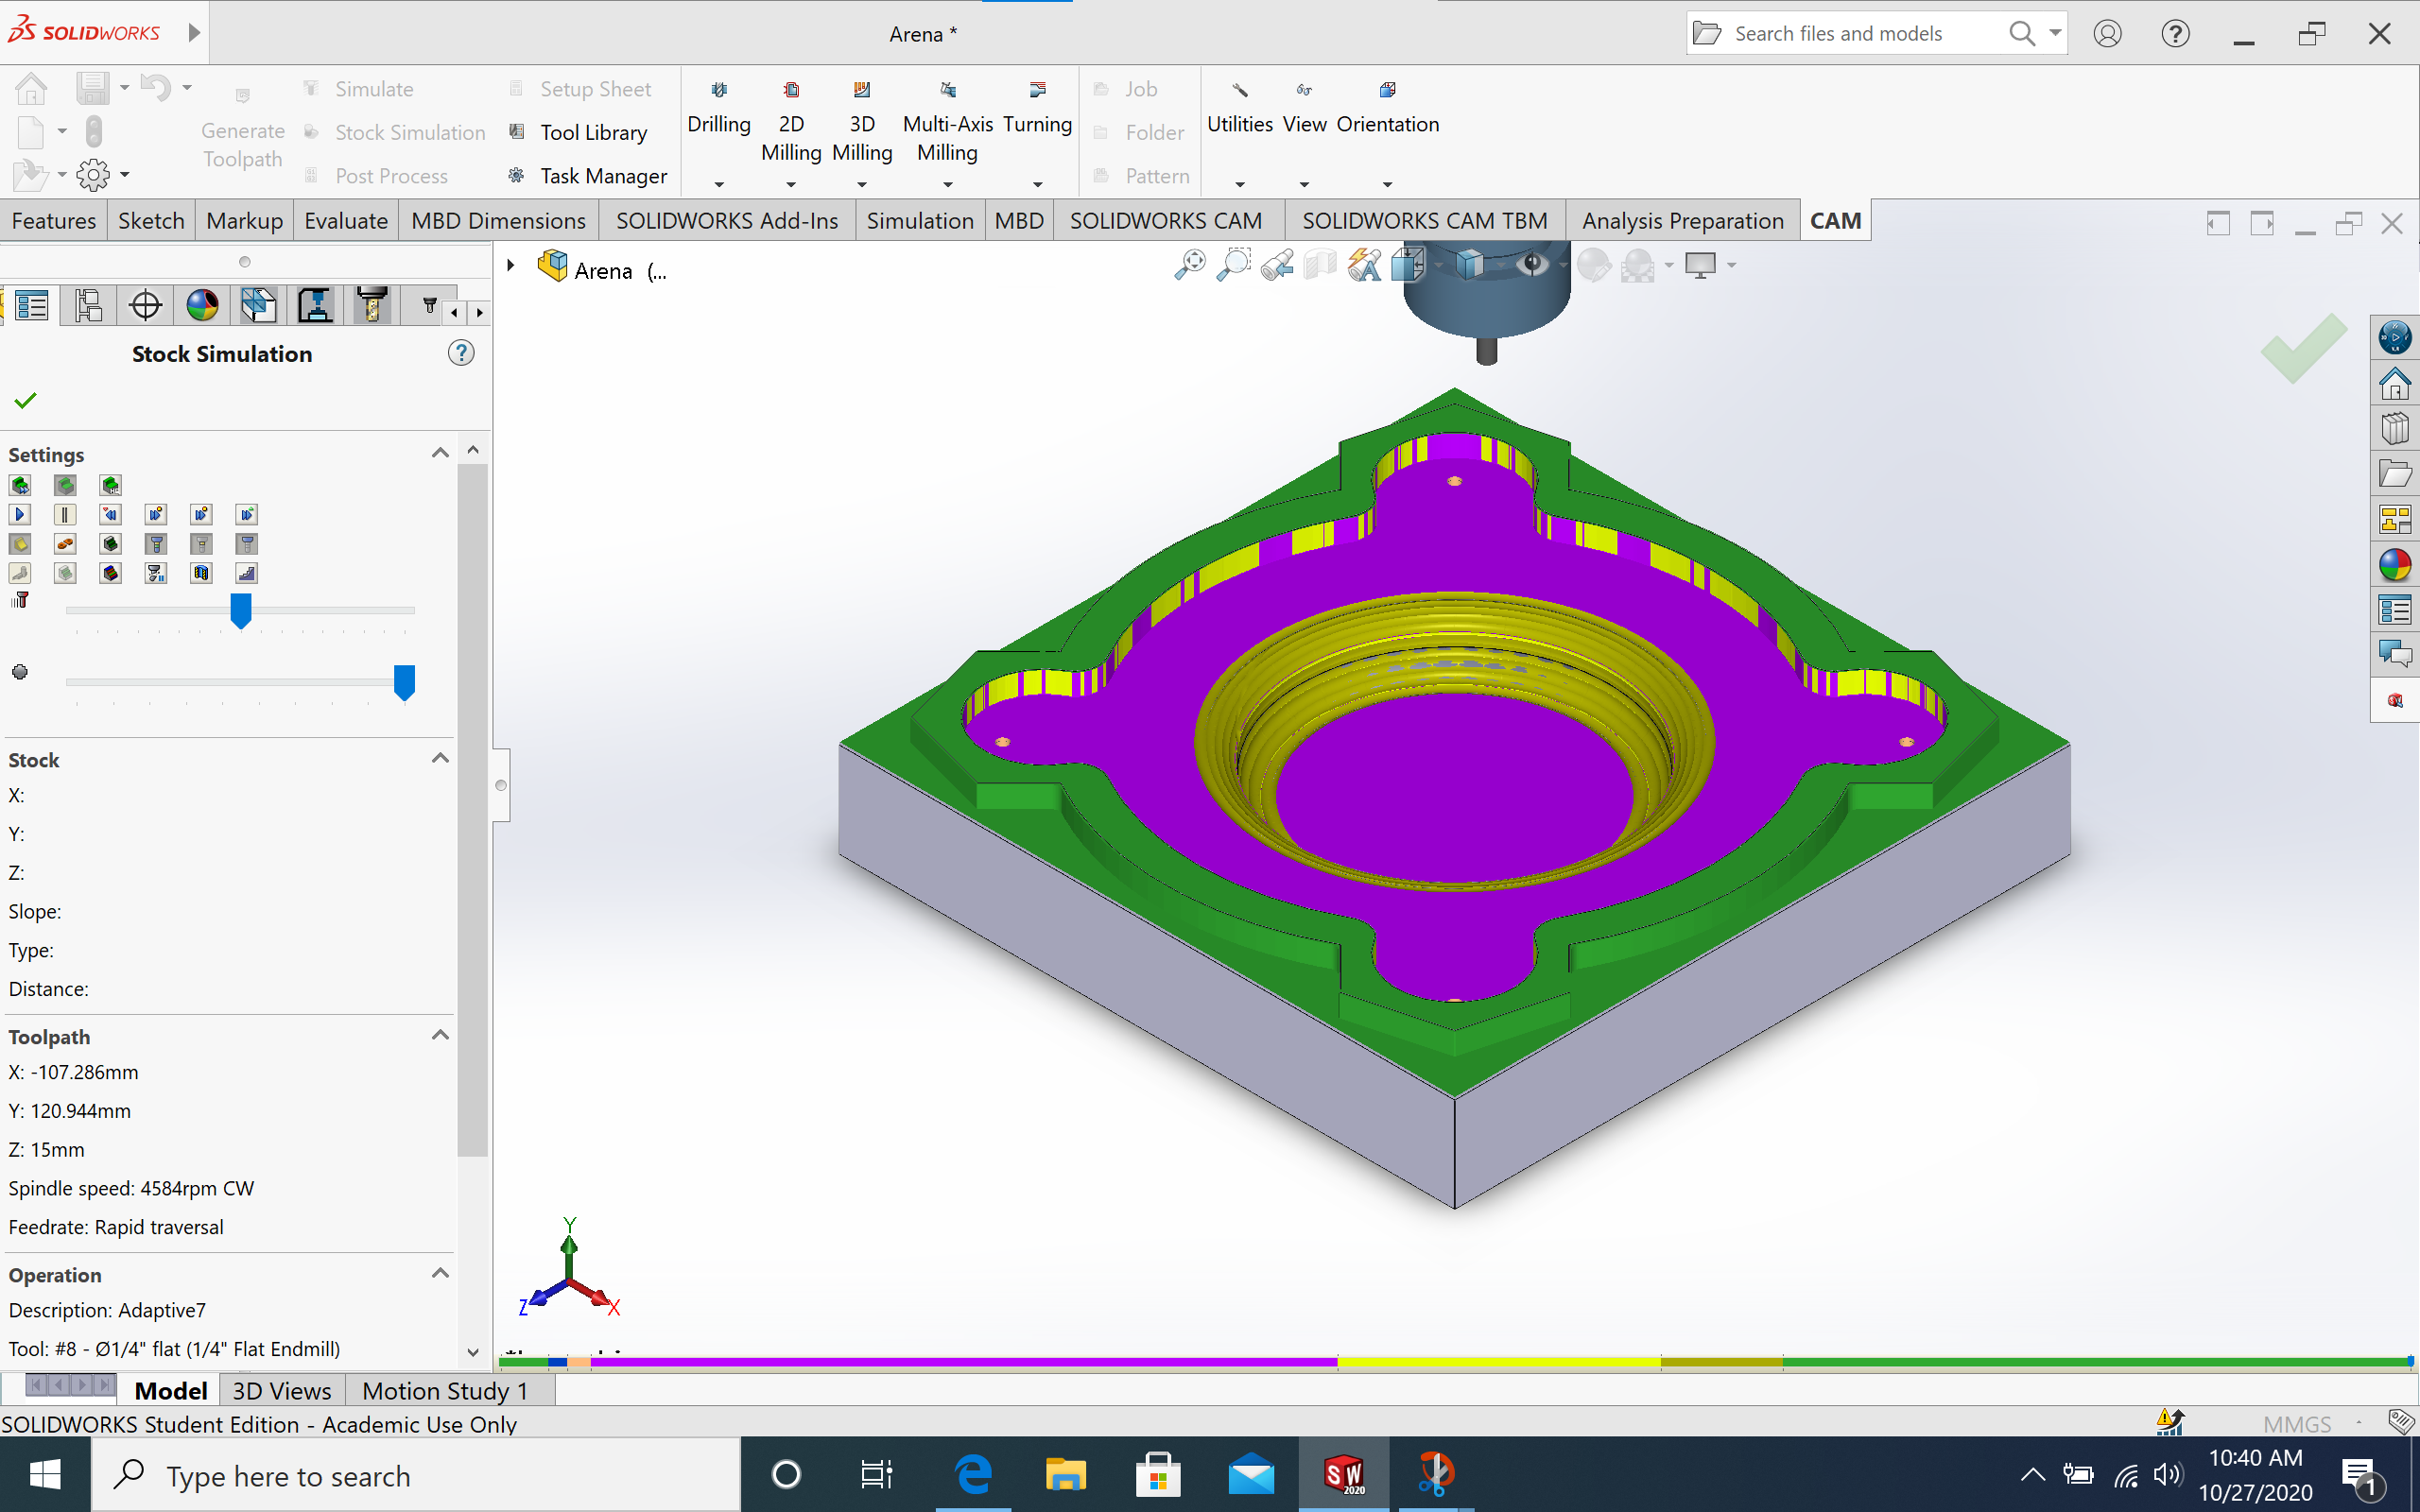 SOLIDWORKS
Arena *
Search files and models
Generate
Toolpath
Simulate
Stock Simulation
Post Process
Setup Sheet
Tool Library
Task Manager
Drilling
2D
Milling
3D
Milling
Multi-Axis
Milling
Turning
Job
Folder
Pattern
Utilities
View
Orientation
Features
Sketch
Markup
Evaluate
MBD Dimensions
SOLIDWORKS Add-Ins
Simulation
MBD
SOLIDWORKS CAM
SOLIDWORKS CAM TBM
Analysis Preparation
CAM
Arena (...
Stock Simulation
Settings
Stock
X:
Y:
Z:
Slope:
Type:
Distance:
Toolpath
X: -107.286mm
Y: 120.944mm
Z: 15mm
Spindle speed: 4584rpm CW
Feedrate: Rapid traversal
Operation
Description: Adaptive7
Tool: #8 - Ø1/4" flat (1/4" Flat Endmill)
Y
Z
X
Model
3D Views
Motion Study 1
SOLIDWORKS Student Edition - Academic Use Only
MMGS
Type here to search
SW
2020
10:40 AM
10/27/2020
1